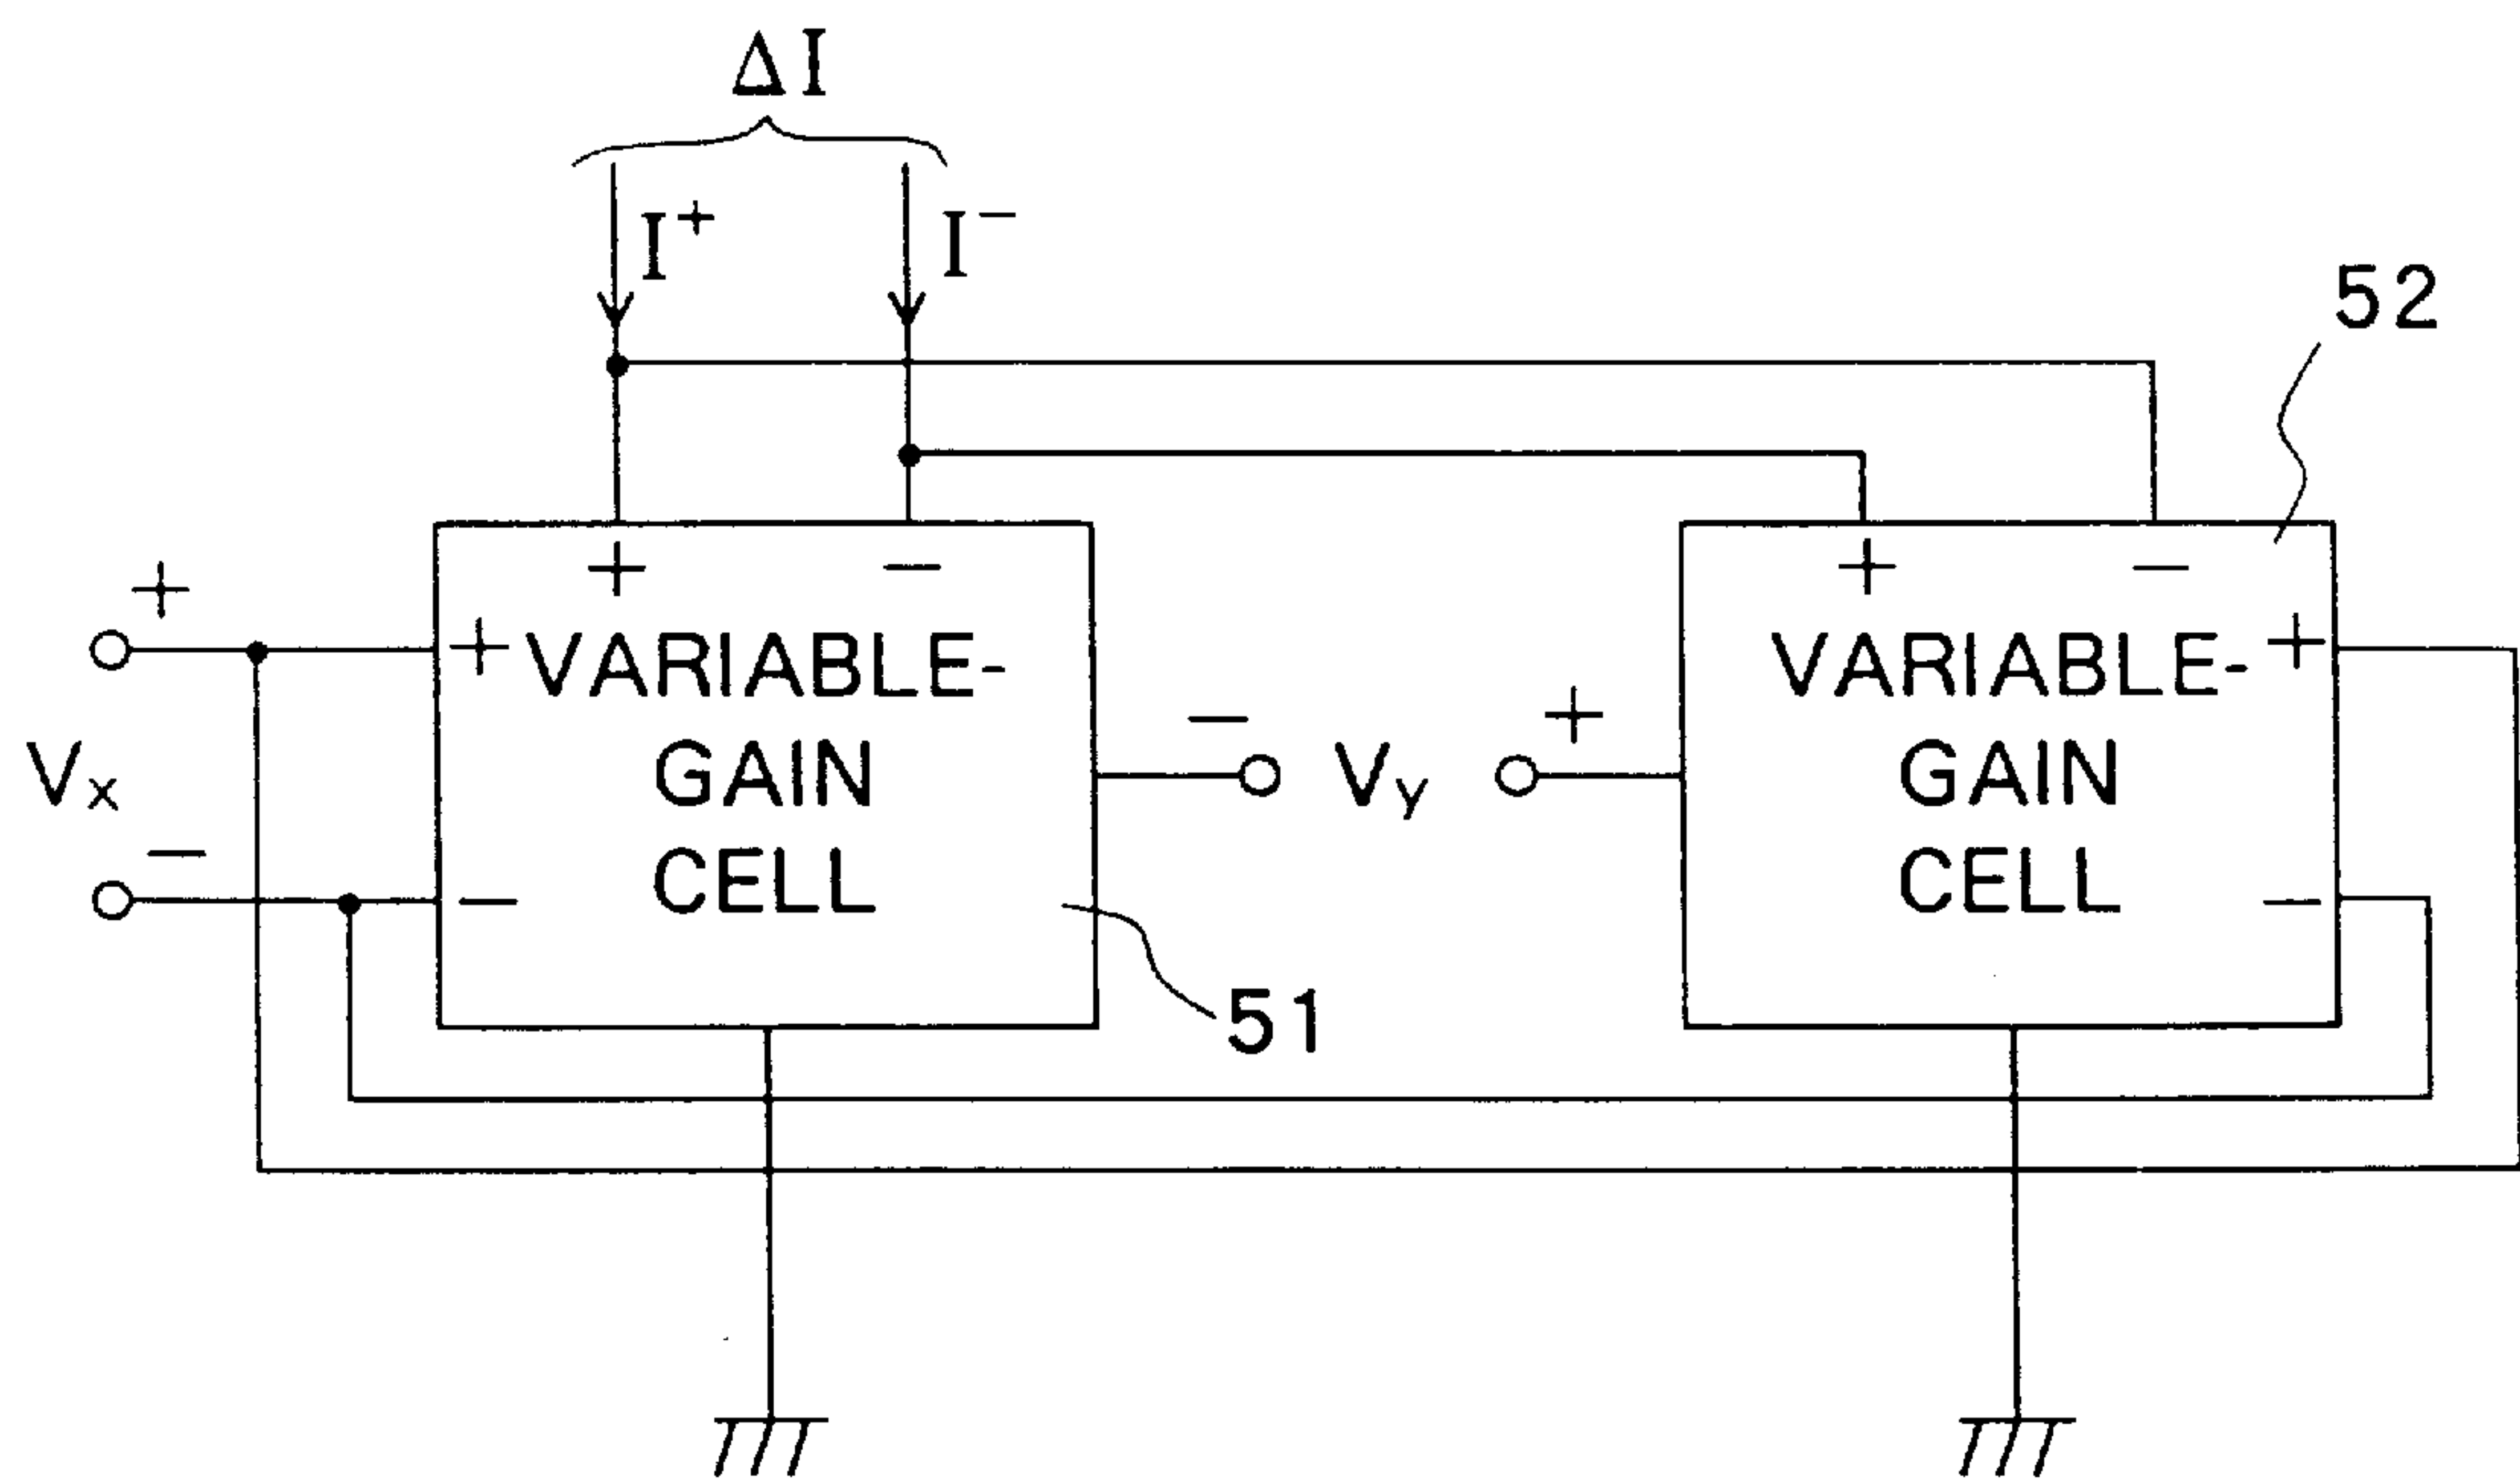 ΔI
I⁺ I⁻
52
+ − + −
+ + VARIABLE- VARIABLE- +
Vx GAIN − Vy + GAIN
− − CELL CELL −
51